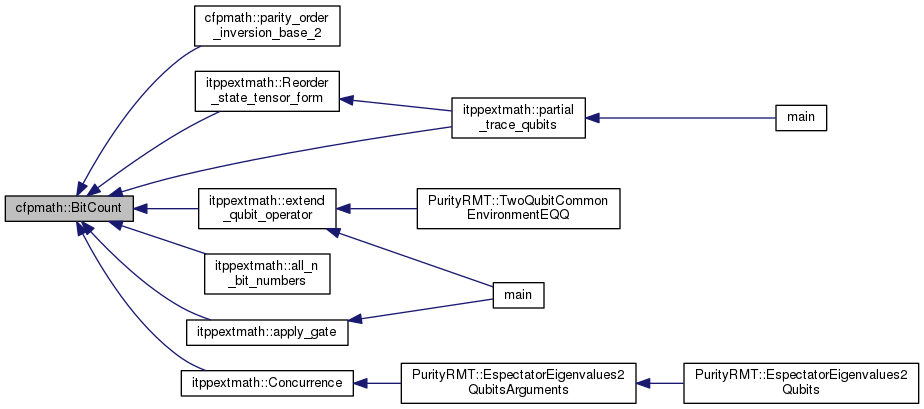 cfpmath::parity_order
_inversion_base_2
itppextmath::Reorder
_state_tensor_form
itppextmath::partial
_trace_qubits
main
cfpmath::BitCount
itppextmath::extend
_qubit_operator
PurityRMT::TwoQubitCommon
EnvironmentEQQ
itppextmath::all_n
_bit_numbers
main
itppextmath::apply_gate
itppextmath::Concurrence
PurityRMT::EspectatorEigenvalues2
QubitsArguments
PurityRMT::EspectatorEigenvalues2
Qubits